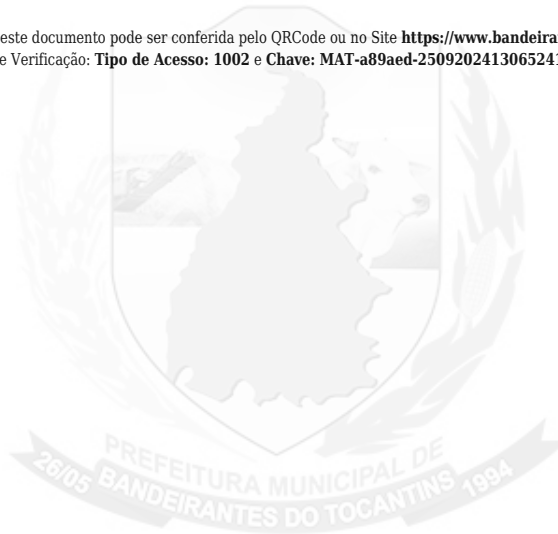 este documento pode ser conferida pelo QRCode ou no Site https://www.bandeira
e Verificação: Tipo de Acesso: 1002 e Chave: MAT-a89aed-2509202413065241
PREFEITURA MUNICIPAL DE
26/05 BANDEIRANTES DO TOCANTINS 1994